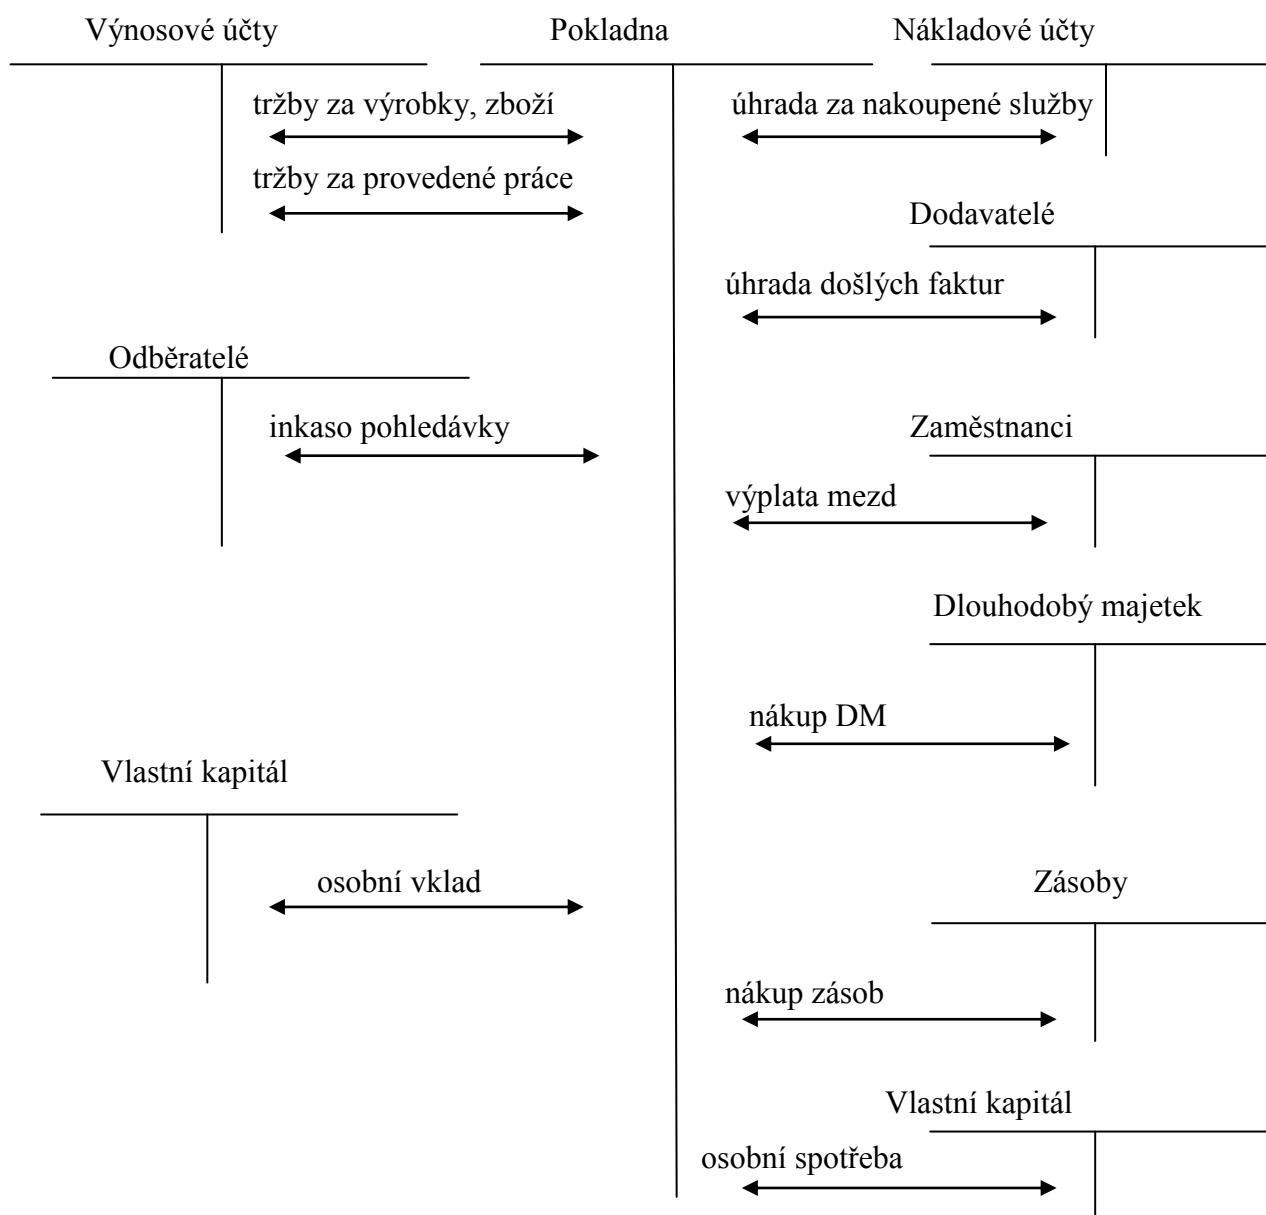 Výnosové účty
Pokladna
Nákladové účty
tržby za výrobky, zboží
úhrada za nakoupené služby
tržby za provedené práce
Dodavatelé
úhrada došlých faktur
Odběratelé
inkaso pohledávky
Zaměstnanci
výplata mezd
Dlouhodobý majetek
nákup DM
Vlastní kapitál
osobní vklad
Zásoby
nákup zásob
Vlastní kapitál
osobní spotřeba